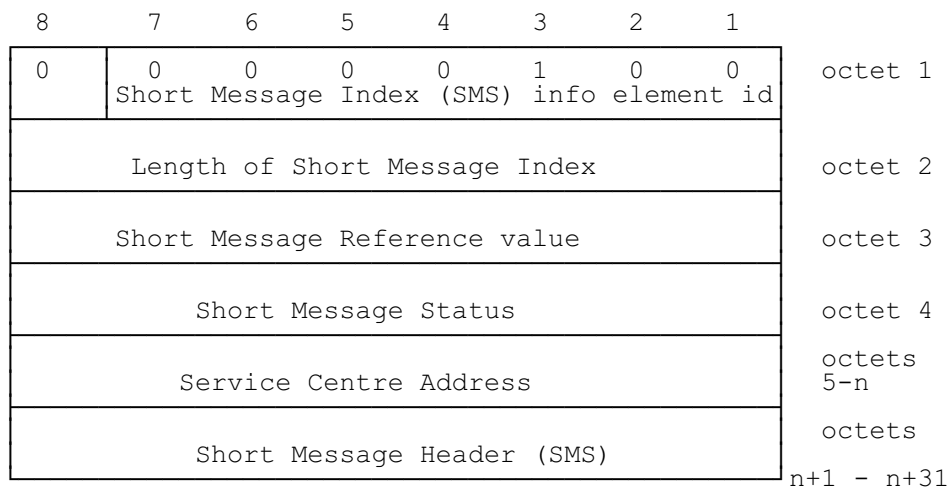 8 7 6 5 4 3 2 1
0 0 0 0 0 1 0 0 octet 1
Short Message Index (SMS) info element id
Length of Short Message Index octet 2
Short Message Reference value octet 3
Short Message Status octet 4
octets
Service Centre Address 5-n
octets
Short Message Header (SMS)
n+1 - n+31